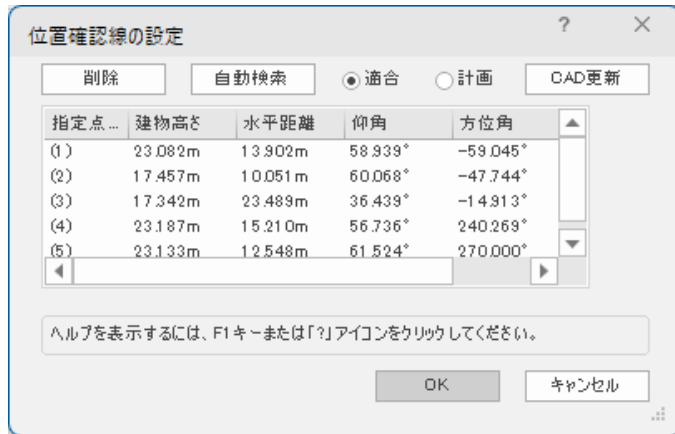 位置確認線の設定 ? ×
削除 自動検索 適合 計画 CAD更新
指定点... 建物高さ 水平距離 仰角 方位角
(1) 23.082m 13.902m 58.939° -59.045°
(2) 17.457m 10.051m 60.068° -47.744°
(3) 17.342m 23.489m 36.439° -14.913°
(4) 23.187m 15.210m 56.736° 240.269°
(5) 23.133m 12.548m 61.524° 270.000°
ヘルプを表示するには、F1キーまたは「?」アイコンをクリックしてください。
OK キャンセル